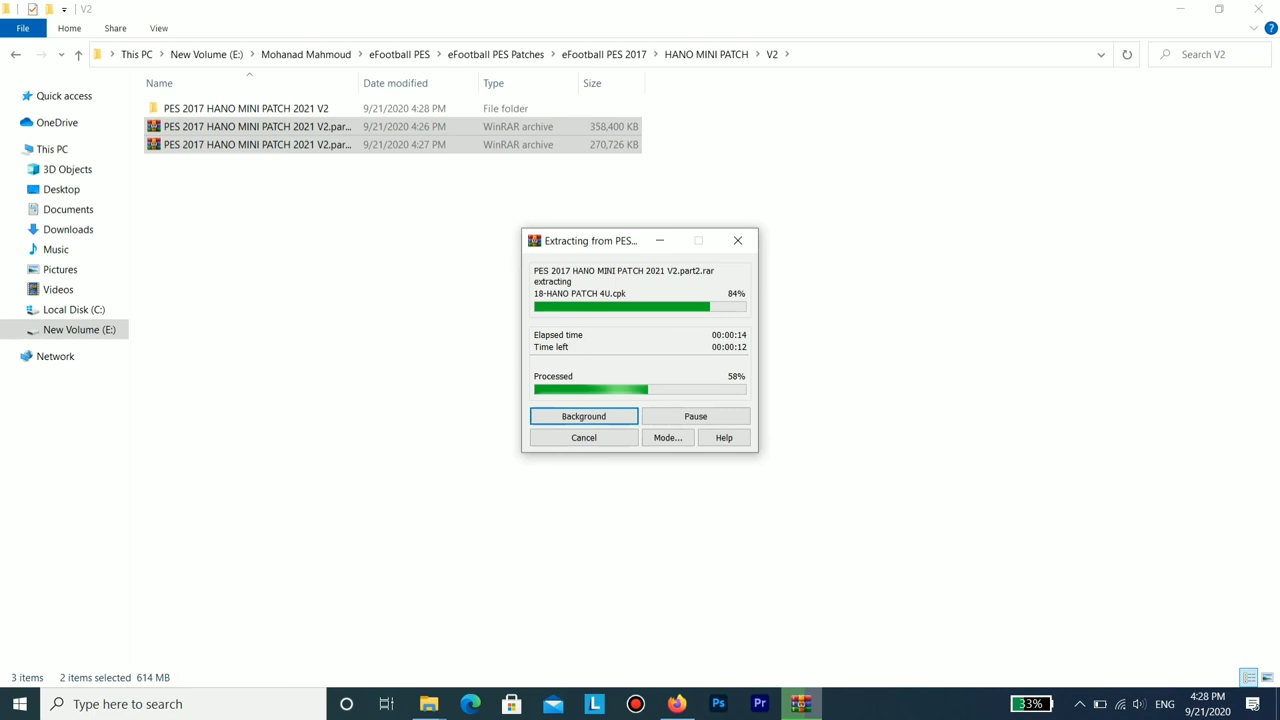 V2
File Home Share View
This PC New Volume (E:) Mohanad Mahmoud eFootball PES eFootball PES Patches eFootball PES 2017 HANO MINI PATCH V2 Search V2
Name Date modified Type Size
Quick access
OneDrive
This PC
3D Objects
Desktop
Documents
Downloads
Music
Pictures
Videos
Local Disk (C:)
New Volume (E:)
Network
PES 2017 HANO MINI PATCH 2021 V2 9/21/2020 4:28 PM File folder
PES 2017 HANO MINI PATCH 2021 V2.par... 9/21/2020 4:26 PM WinRAR archive 358,400 KB
PES 2017 HANO MINI PATCH 2021 V2.par... 9/21/2020 4:27 PM WinRAR archive 270,726 KB
Extracting from PES...
PES 2017 HANO MINI PATCH 2021 V2.part2.rar
extracting
18-HANO PATCH 4U.cpk 84%
Elapsed time 00:00:14
Time left 00:00:12
Processed 58%
Background Pause
Cancel Mode... Help
3 items 2 items selected 614 MB
Type here to search L Ps Pr 33% ENG 4:28 PM
9/21/2020